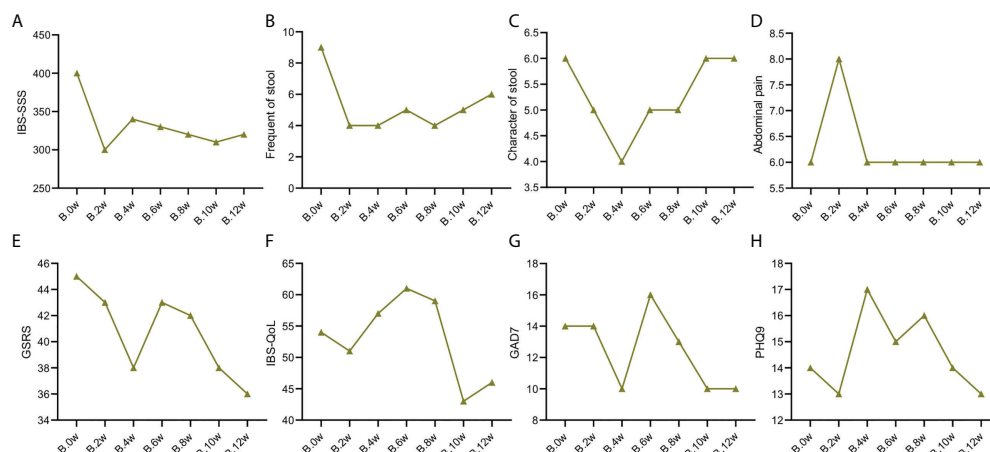 A
IBS-SSS
450
400
350
300
250
B.0w B.2w B.4w B.6w B.8w B.10w B.12w
B
Frequent of stool
10
8
6
4
2
0
B.0w B.2w B.4w B.6w B.8w B.10w B.12w
C
Character of stool
6.5
6.0
5.5
5.0
4.5
4.0
3.5
B.0w B.2w B.4w B.6w B.8w B.10w B.12w
D
Abdominal pain
8.5
8.0
7.5
7.0
6.5
6.0
5.5
B.0w B.2w B.4w B.6w B.8w B.10w B.12w
E
GSRS
46
44
42
40
38
36
34
B.0w B.2w B.4w B.6w B.8w B.10w B.12w
F
IBS-QoL
65
60
55
50
45
40
B.0w B.2w B.4w B.6w B.8w B.10w B.12w
G
GAD7
18
16
14
12
10
8
B.0w B.2w B.4w B.6w B.8w B.10w B.12w
H
PHQ9
18
17
16
15
14
13
12
B.0w B.2w B.4w B.6w B.8w B.10w B.12w